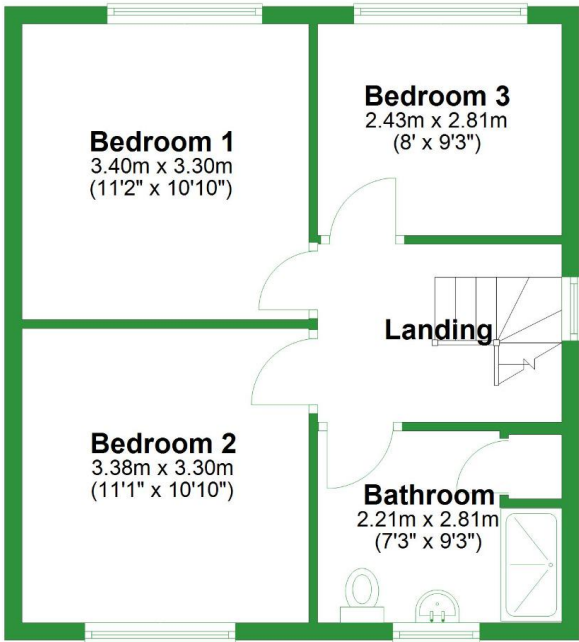 Bedroom 1
3.40m x 3.30m
(11'2" x 10'10")
Bedroom 3
2.43m x 2.81m
(8' x 9'3")
Landing
Bedroom 2
3.38m x 3.30m
(11'1" x 10'10")
Bathroom
2.21m x 2.81m
(7'3" x 9'3")